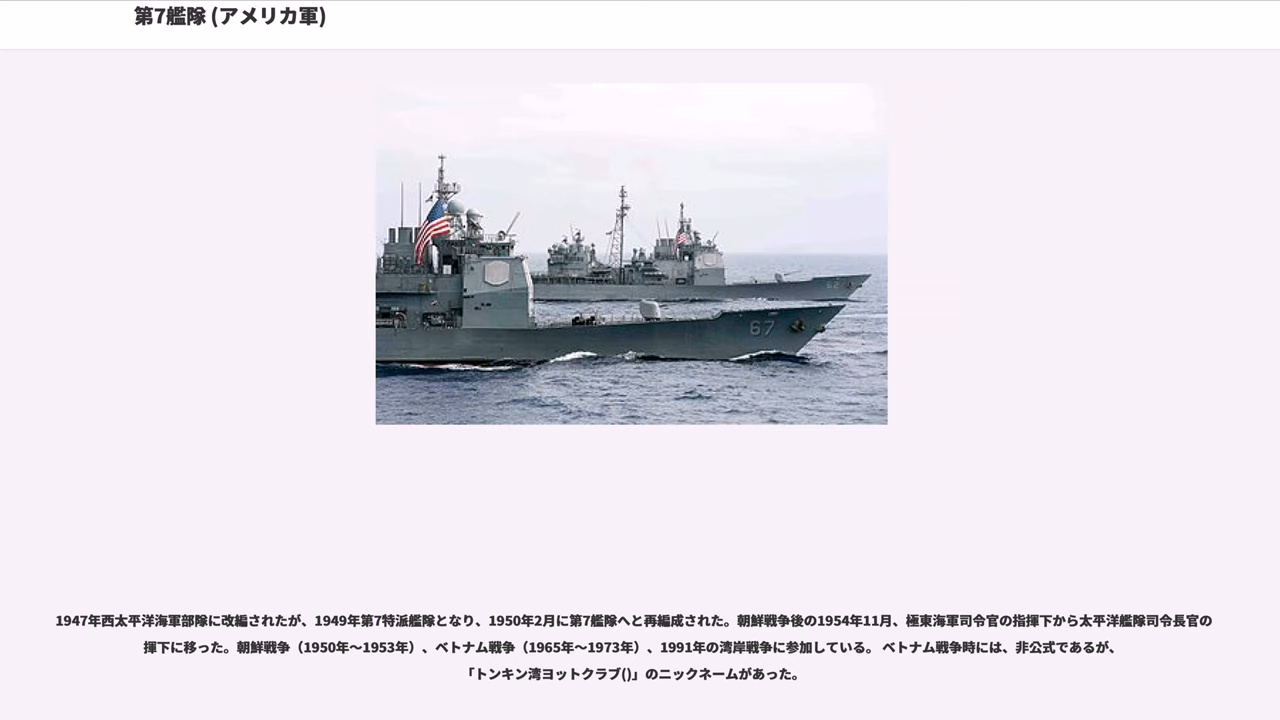 第7艦隊 (アメリカ軍)
62
67
1947年西太平洋海軍部隊に改編されたが、1949年第7特派艦隊となり、1950年2月に第7艦隊へと再編成された。朝鮮戦争後の1954年11月、極東海軍司令官の指揮下から太平洋艦隊司令長官の
揮下に移った。朝鮮戦争（1950年〜1953年）、ベトナム戦争（1965年〜1973年）、1991年の湾岸戦争に参加している。 ベトナム戦争時には、非公式であるが、
「トンキン湾ヨットクラブ()」のニックネームがあった。